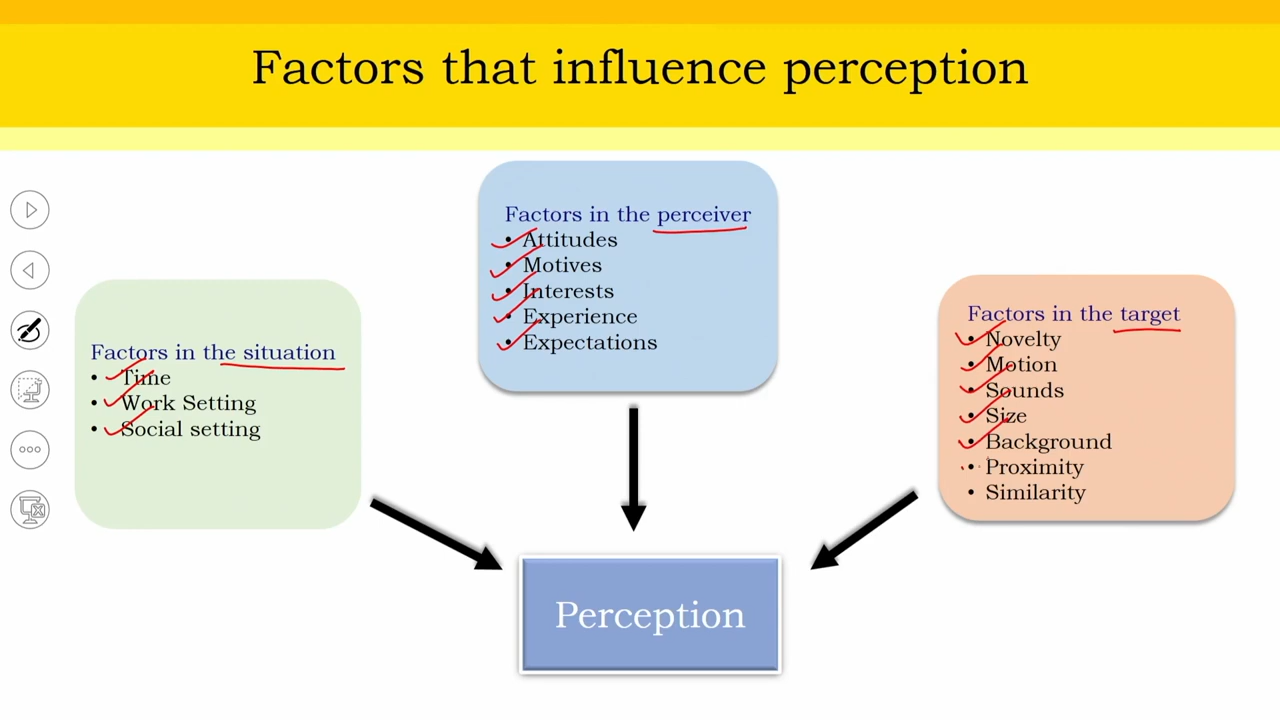 Factors that influence perception
Factors in the perceiver
• Attitudes
• Motives
• Interests
• Experience
• Expectations
Factors in the situation
• Time
• Work Setting
• Social setting
Factors in the target
• Novelty
• Motion
• Sounds
• Size
• Background
• Proximity
• Similarity
Perception